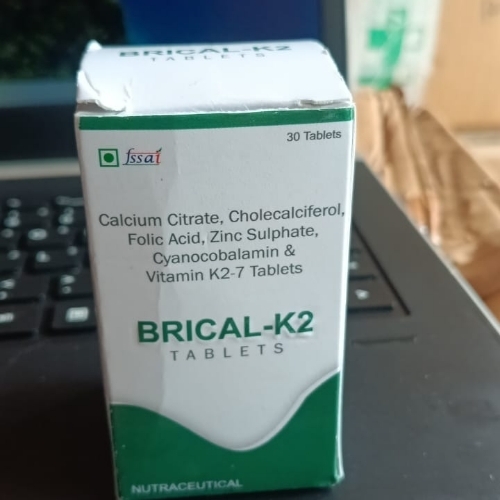 BRICAL-K2
TABLETS
30 Tablets
fssai
Calcium Citrate, Cholecalciferol,
Folic Acid, Zinc Sulphate,
Cyanocobalamin &
Vitamin K2-7 Tablets
BRICAL-K2
TABLETS
NUTRACEUTICAL